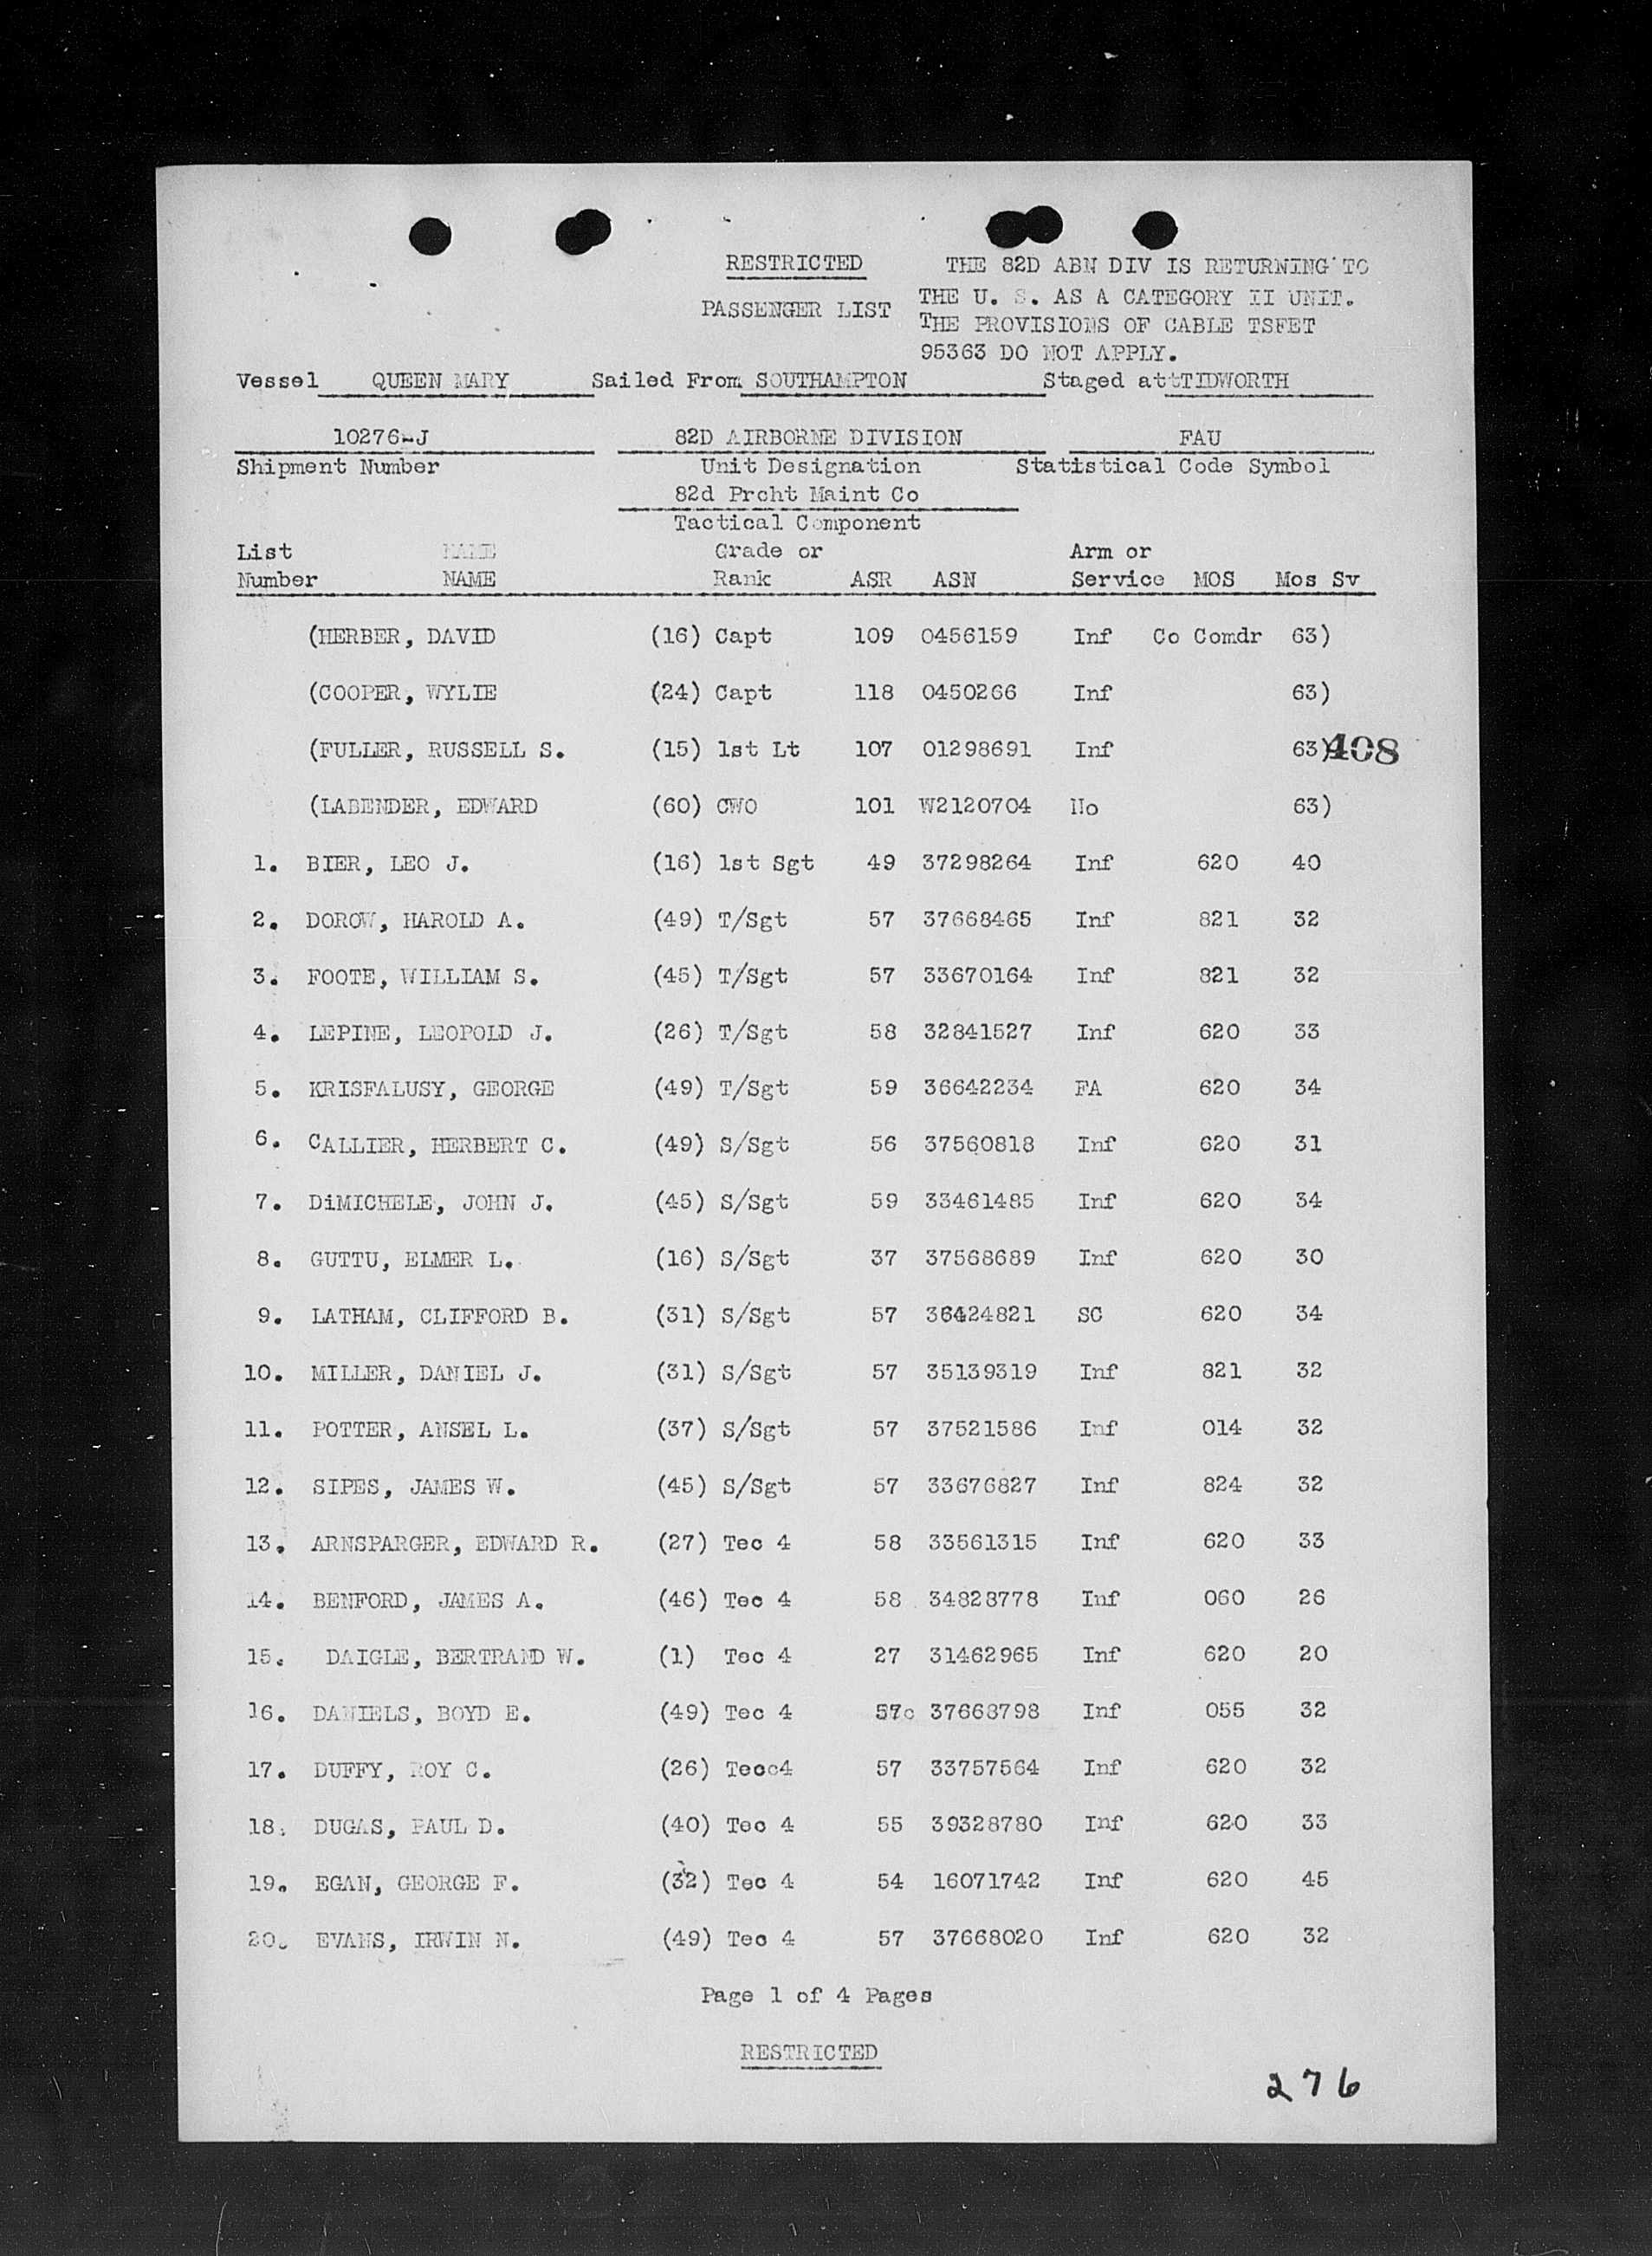 RESTRICTED
THE 82D ABN DIV IS RETURNING TO
THE U. S. AS A CATEGORY II UNIT.
PASSENGER LIST
THE PROVISIONS OF CABLE TSFET
95363 DO NOT APPLY.
Vessel QUEEN MARY Sailed From SOUTHAMPTON Staged attTIDWORTH
10276-J 82D AIRBORNE DIVISION FAU
Shipment Number Unit Designation Statistical Code Symbol
82d Prcht Maint Co
Tactical Component
List NAME Grade or Arm or
Number NAME Rank ASR ASN Service MOS Mos Sv
(HERBER, DAVID (16) Capt 109 0456159 Inf Co Comdr 63)
(COOPER, WYLIE (24) Capt 118 0450266 Inf 63)
(FULLER, RUSSELL S. (15) 1st Lt 107 01298691 Inf 63) 408
(LABENDER, EDWARD (60) CWO 101 W2120704 No 63)
1. BIER, LEO J. (16) 1st Sgt 49 37298264 Inf 620 40
2. DOROW, HAROLD A. (49) T/Sgt 57 37668465 Inf 821 32
3. FOOTE, WILLIAM S. (45) T/Sgt 57 33670164 Inf 821 32
4. LEPINE, LEOPOLD J. (26) T/Sgt 58 32841527 Inf 620 33
5. KRISFALUSY, GEORGE (49) T/Sgt 59 36642234 FA 620 34
6. CALLIER, HERBERT C. (49) S/Sgt 56 37560818 Inf 620 31
7. DiMICHELE, JOHN J. (45) S/Sgt 59 33461485 Inf 620 34
8. GUTTU, ELMER L. (16) S/Sgt 37 37568689 Inf 620 30
9. LATHAM, CLIFFORD B. (31) S/Sgt 57 36424821 SC 620 34
10. MILLER, DANIEL J. (31) S/Sgt 57 35139319 Inf 821 32
11. POTTER, ANSEL L. (37) S/Sgt 57 37521586 Inf 014 32
12. SIPES, JAMES W. (45) S/Sgt 57 33676827 Inf 824 32
13. ARNSPARGER, EDWARD R. (27) Tec 4 58 33561315 Inf 620 33
14. BENFORD, JAMES A. (46) Tec 4 58 34828778 Inf 060 26
15. DAIGLE, BERTRAND W. (1) Tec 4 27 31462965 Inf 620 20
16. DANIELS, BOYD E. (49) Tec 4 57c 37668798 Inf 055 32
17. DUFFY, ROY C. (26) Tecc4 57 33757564 Inf 620 32
18. DUGAS, PAUL D. (40) Tec 4 55 39328780 Inf 620 33
19. EGAN, GEORGE F. (32) Tec 4 54 16071742 Inf 620 45
20. EVANS, IRWIN N. (49) Tec 4 57 37668020 Inf 620 32
Page 1 of 4 Pages
RESTRICTED
276